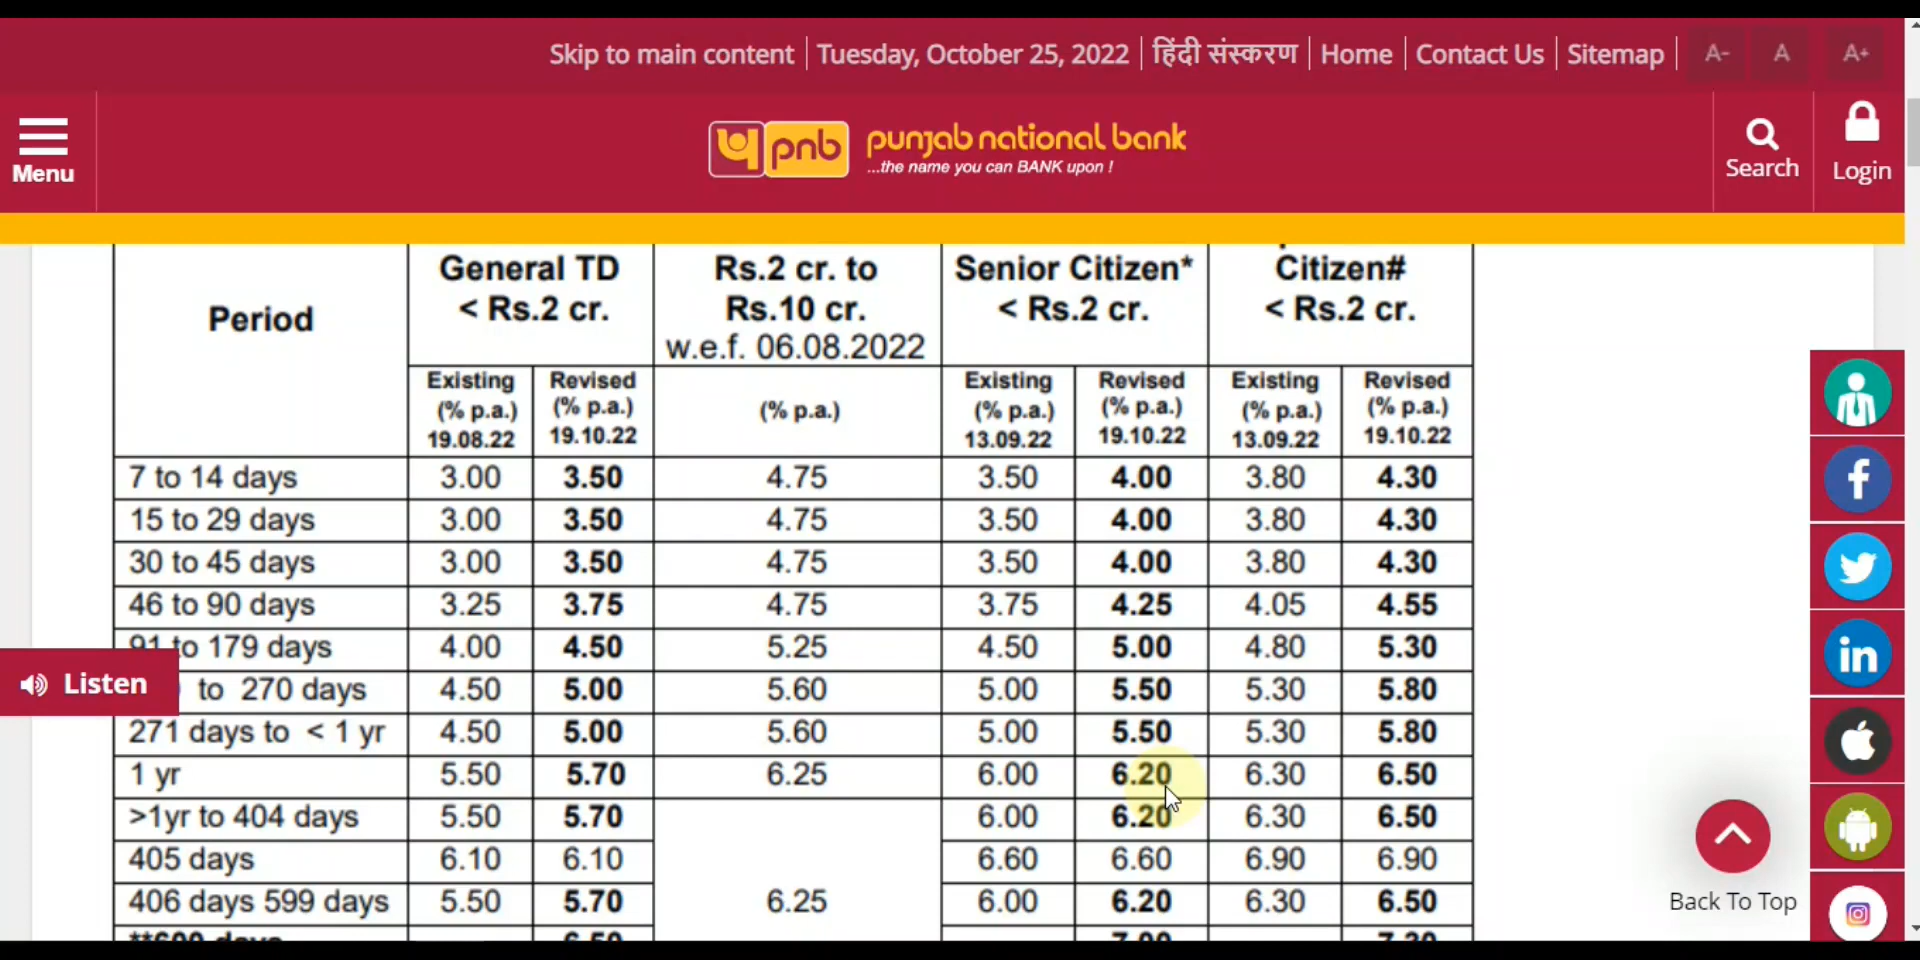 Skip to main content | Tuesday, October 25, 2022 | हिंदी संस्करण | Home | Contact Us | Sitemap | A- A A+
Menu
पnb pnb punjab national bank
...the name you can BANK upon !
Search
Login
Period
General TD
< Rs.2 cr.
Rs.2 cr. to
Rs.10 cr.
w.e.f. 06.08.2022
Senior Citizen*
< Rs.2 cr.
Citizen#
< Rs.2 cr.
Existing (% p.a.) 19.08.22
Revised (% p.a.) 19.10.22
(% p.a.)
Existing (% p.a.) 13.09.22
Revised (% p.a.) 19.10.22
Existing (% p.a.) 13.09.22
Revised (% p.a.) 19.10.22
7 to 14 days 3.00 3.50 4.75 3.50 4.00 3.80 4.30
15 to 29 days 3.00 3.50 4.75 3.50 4.00 3.80 4.30
30 to 45 days 3.00 3.50 4.75 3.50 4.00 3.80 4.30
46 to 90 days 3.25 3.75 4.75 3.75 4.25 4.05 4.55
91 to 179 days 4.00 4.50 5.25 4.50 5.00 4.80 5.30
to 270 days 4.50 5.00 5.60 5.00 5.50 5.30 5.80
271 days to < 1 yr 4.50 5.00 5.60 5.00 5.50 5.30 5.80
1 yr 5.50 5.70 6.25 6.00 6.20 6.30 6.50
>1yr to 404 days 5.50 5.70 6.00 6.20 6.30 6.50
405 days 6.10 6.10 6.60 6.60 6.90 6.90
406 days 599 days 5.50 5.70 6.25 6.00 6.20 6.30 6.50
**600 days 6.50 7.00 7.30
Listen
Back To Top